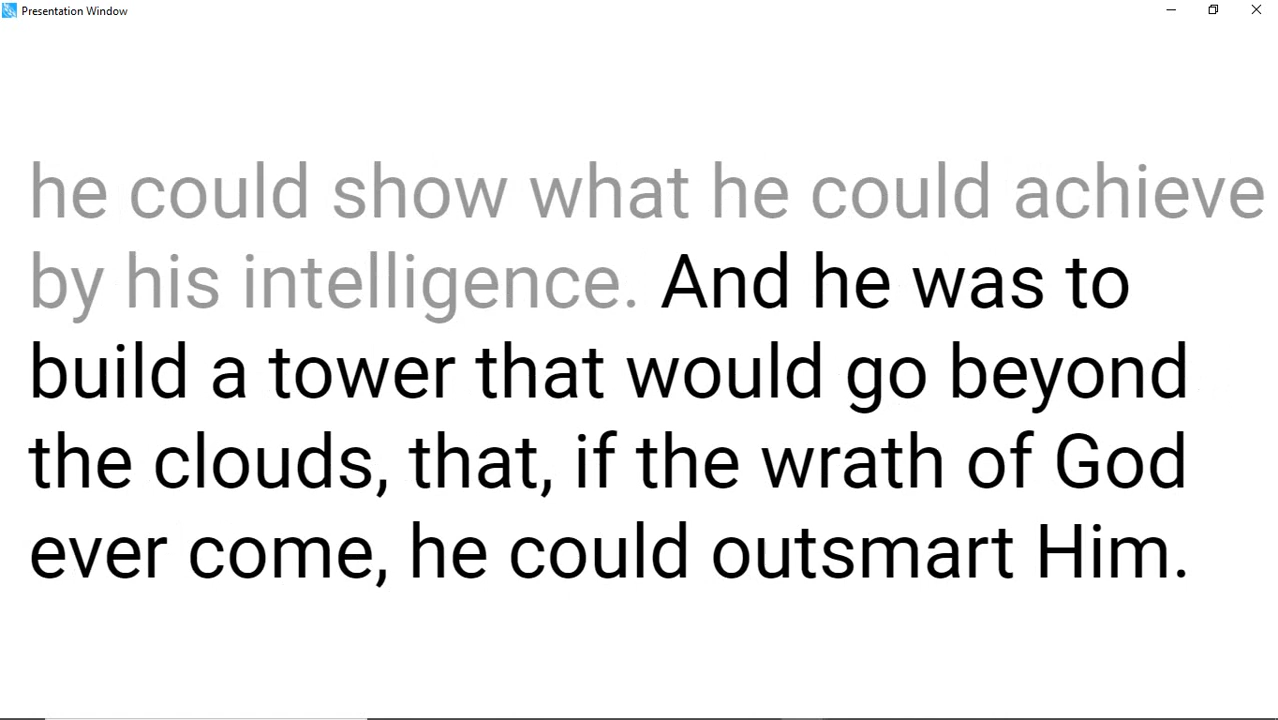 Presentation Window
he could show what he could achieve
by his intelligence. And he was to
build a tower that would go beyond
the clouds, that, if the wrath of God
ever come, he could outsmart Him.